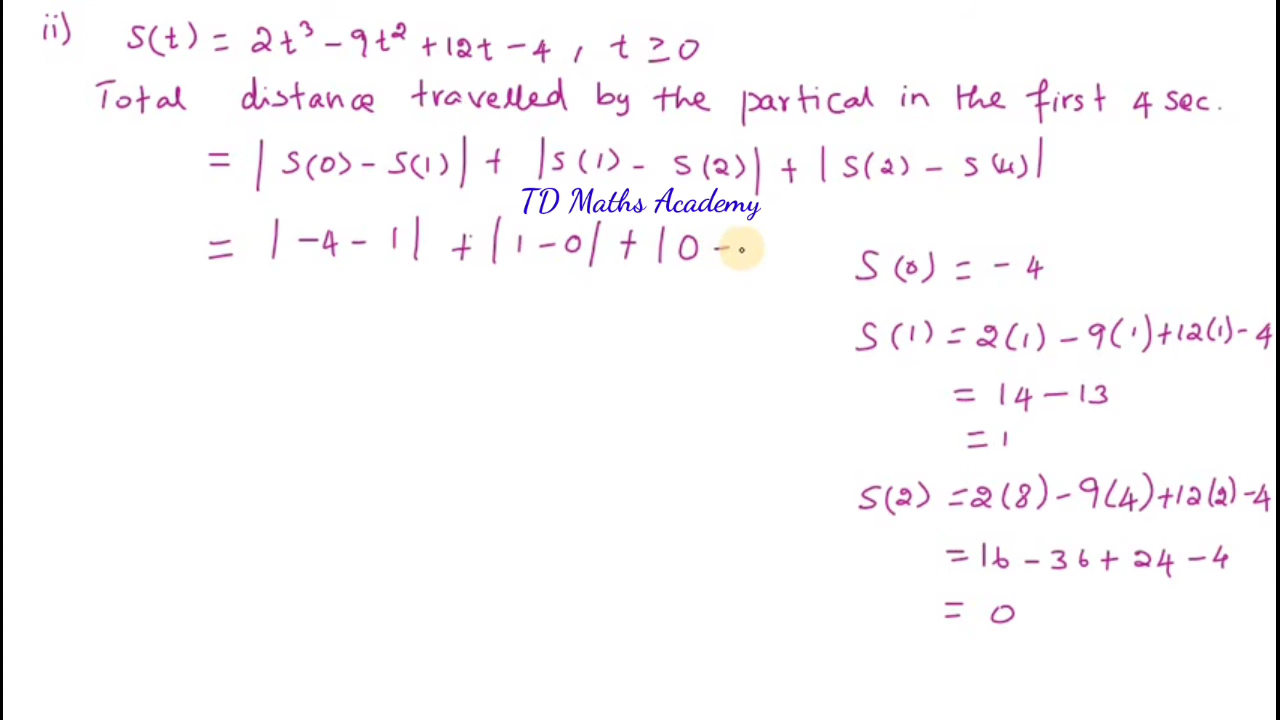 ii) S(t) = 2t³ - 9t² + 12t - 4, t ≥ 0
Total distance travelled by the partical in the first 4 sec.
= |S(0) - S(1)| + |S(1) - S(2)| + |S(2) - S(4)|
TD Maths Academy
= |-4 - 1| + |1 - 0| + |0 -
S(0) = -4
S(1) = 2(1) - 9(1) + 12(1) - 4
= 14 - 13
= 1
S(2) = 2(8) - 9(4) + 12(2) - 4
= 16 - 36 + 24 - 4
= 0